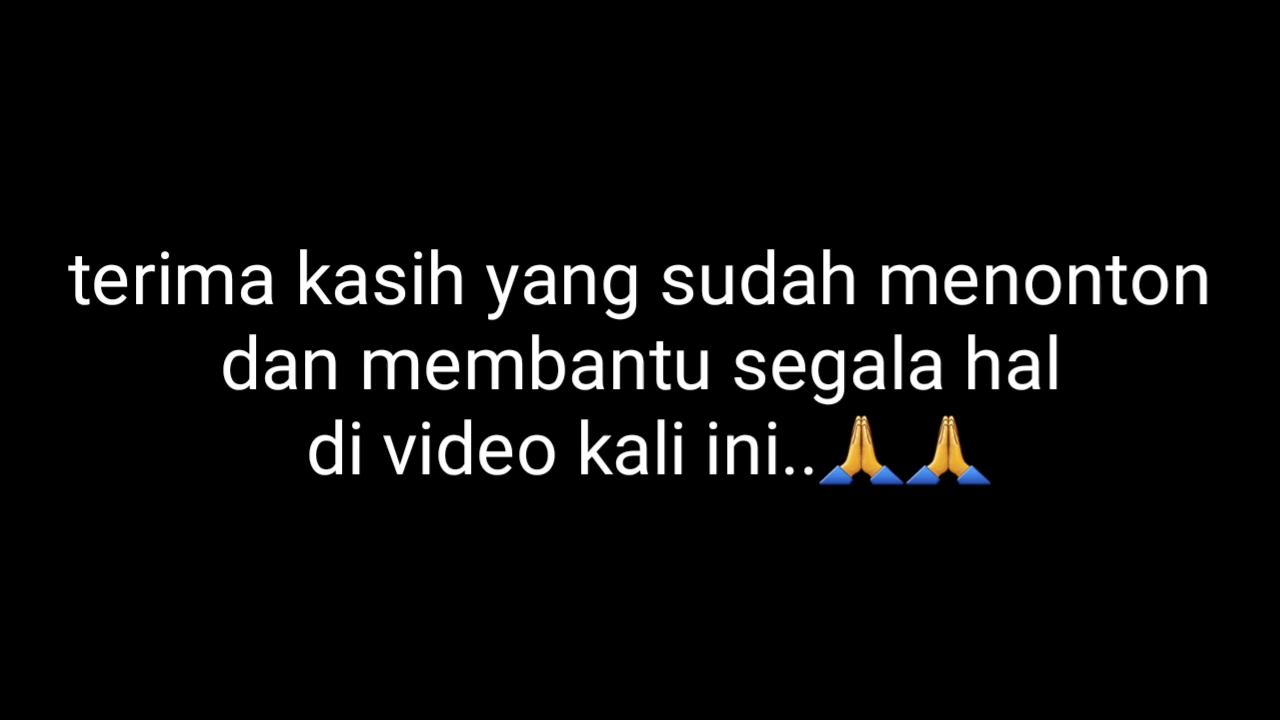 terima kasih yang sudah menonton
dan membantu segala hal
di video kali ini..🙏🙏